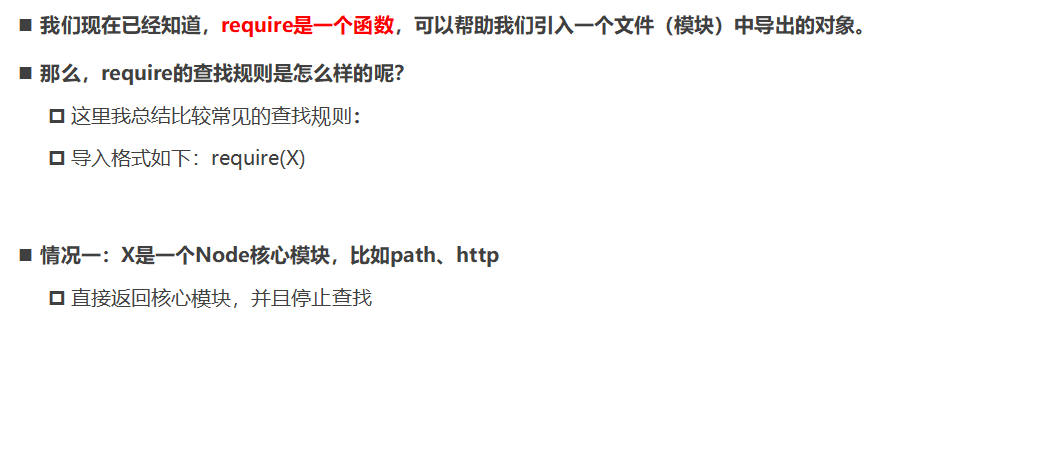 ■ 我们现在已经知道，require是一个函数，可以帮助我们引入一个文件（模块）中导出的对象。
■ 那么，require的查找规则是怎么样的呢？
这里我总结比较常见的查找规则：
导入格式如下：require(X)
■ 情况一：X是一个Node核心模块，比如path、http
直接返回核心模块，并且停止查找